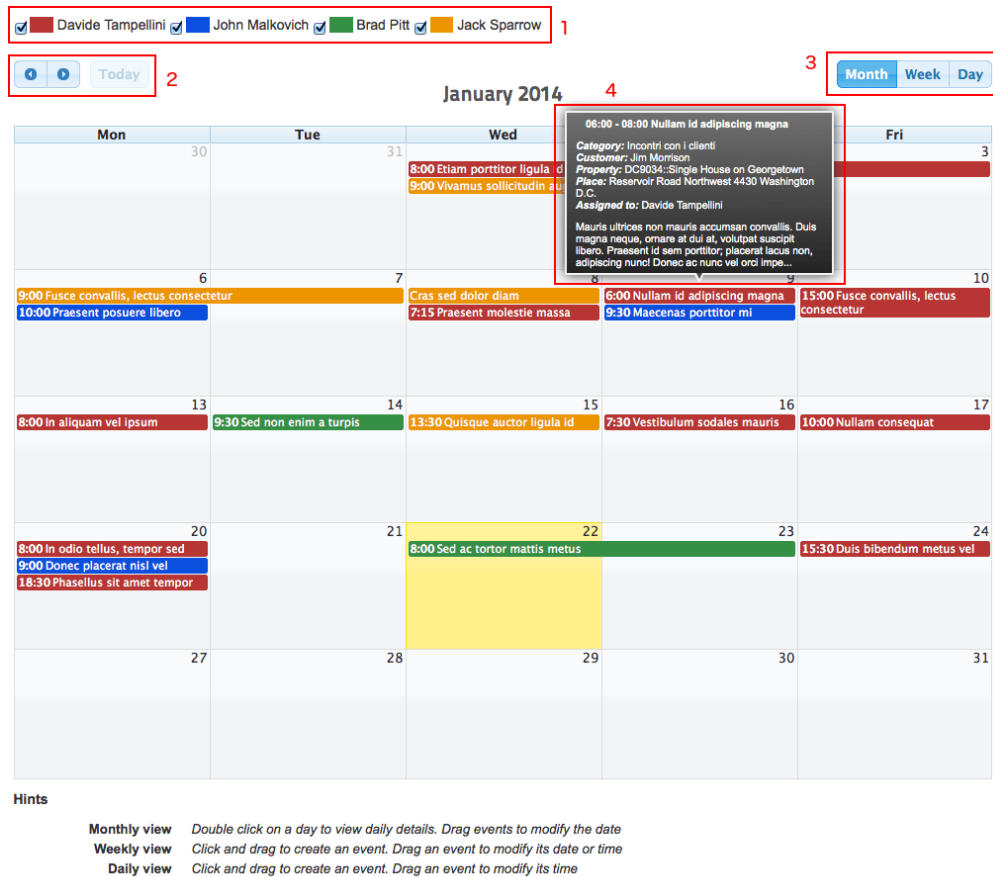 Davide Tampellini John Malkovich Brad Pitt Jack Sparrow 1
Today 2
3 Month Week Day
January 2014
4
Mon Tue Wed Fri
06:00 - 08:00 Nullam id adipiscing magna
Category: Incontri con i clienti
Customer: Jim Morrison
Property: DC9034::Single House on Georgetown
Place: Reservoir Road Northwest 4430 Washington
D.C.
Assigned to: Davide Tampellini
Mauris ultrices non mauris accumsan convallis. Duis
magna neque, ornare at dui at, volutpat suscipit
libero. Praesent id sem porttitor; placerat lacus non,
adipiscing nunc! Donec ac nunc vel orci impe...
30 31 3
8:00 Etiam porttitor ligula id
9:00 Vivamus sollicitudin
6 7 8 9 10
9:00 Fusce convallis, lectus consectetur
Cras sed dolor diam
6:00 Nullam id adipiscing magna
15:00 Fusce convallis, lectus
consectetur
10:00 Praesent posuere libero
7:15 Praesent molestie massa
9:30 Maecenas porttitor mi
13 14 15 16 17
8:00 In aliquam vel ipsum
9:30 Sed non enim a turpis
13:30 Quisque auctor ligula id
7:30 Vestibulum sodales mauris
10:00 Nullam consequat
20 21 22 23 24
8:00 In odio tellus, tempor sed
8:00 Sed ac tortor mattis metus
15:30 Duis bibendum metus vel
9:00 Donec placerat nisl vel
18:30 Phasellus sit amet tempor
27 28 29 30 31
Hints
Monthly view Double click on a day to view daily details. Drag events to modify the date
Weekly view Click and drag to create an event. Drag an event to modify its date or time
Daily view Click and drag to create an event. Drag an event to modify its time